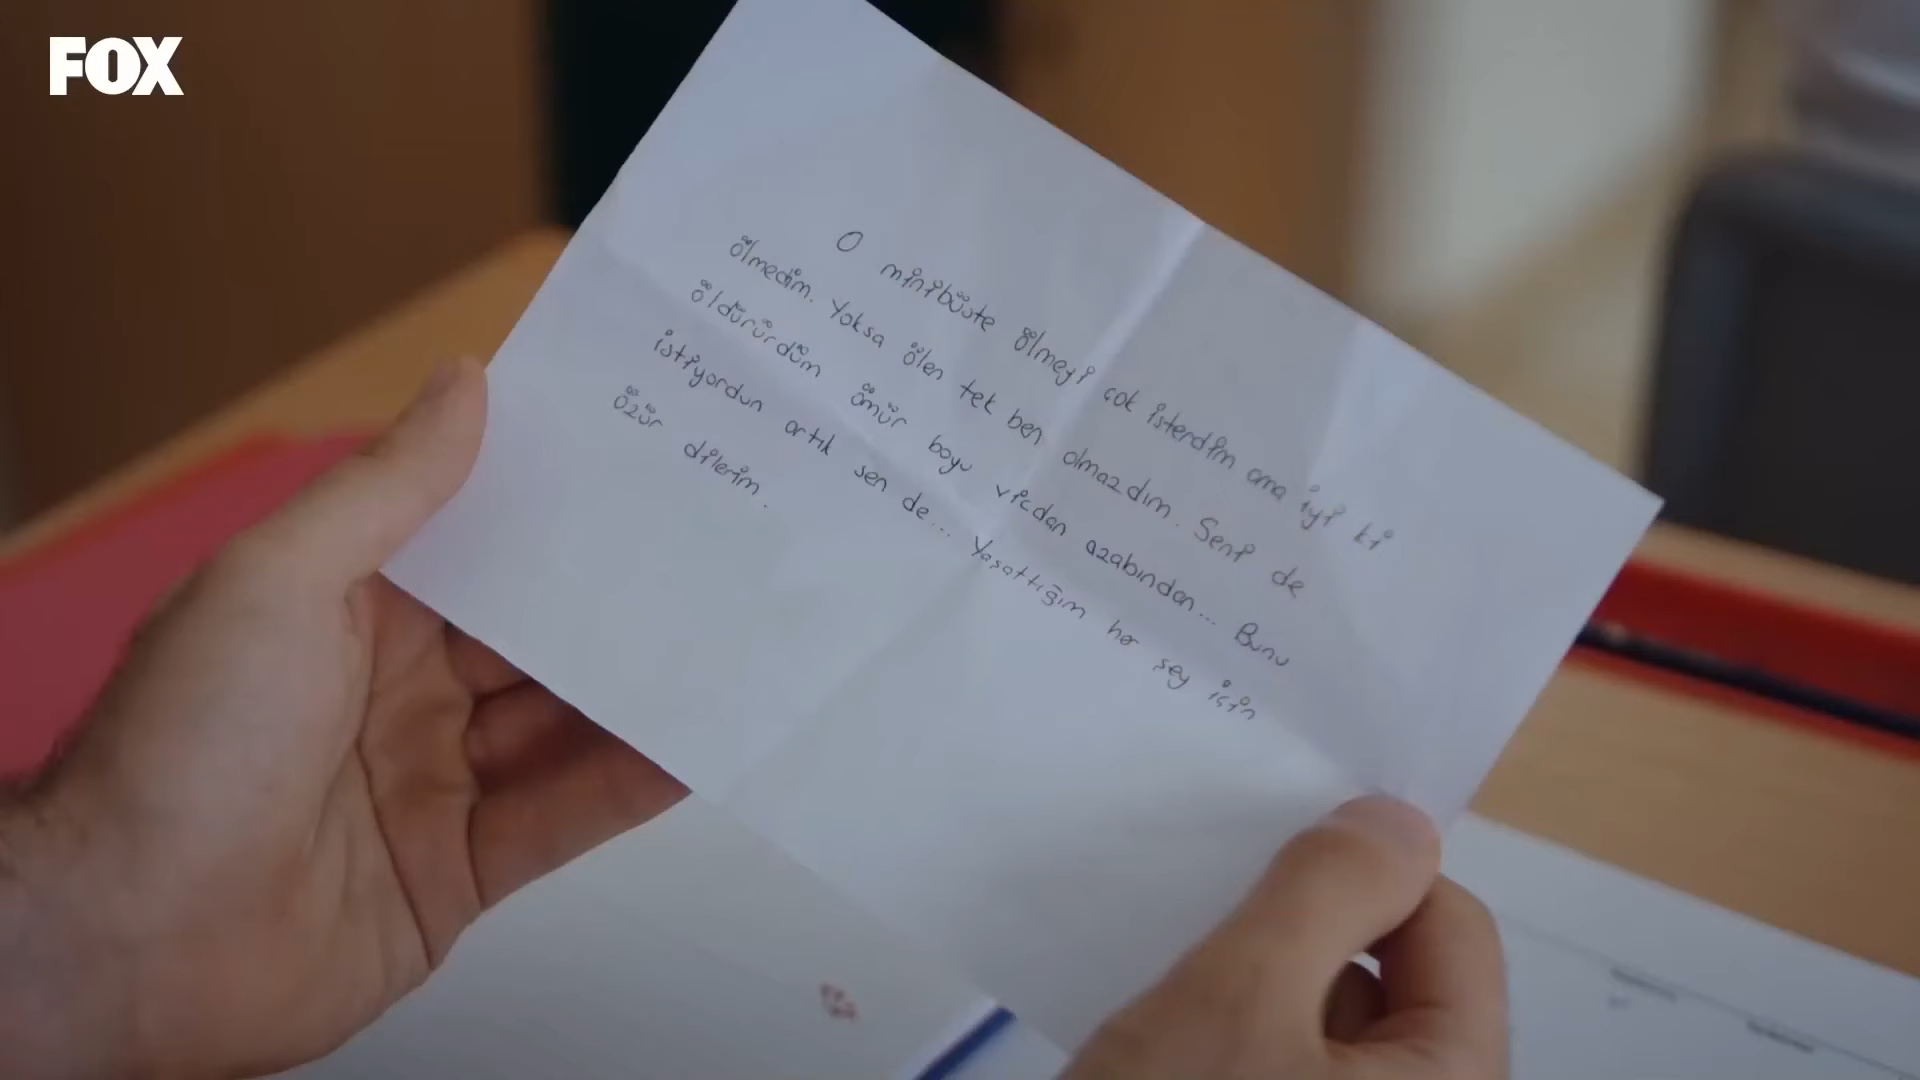 FOX
O minibüste ölmeyi çok isterdim ama iyi ki
ölmedim. Yoksa ölen tek ben olmazdım. Seni de
öldürürdüm ömür boyu vicdan azabından... Bunu
istiyordun artık sen de... Yaşattığım her şey için
özür dilerim.